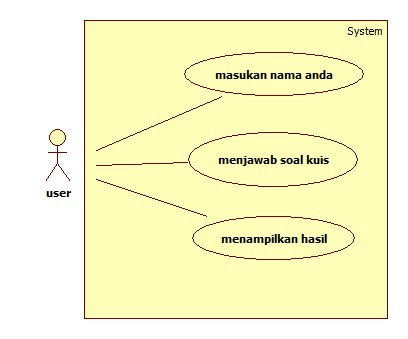 System
masukan nama anda
menjawab soal kuis
user
menampilkan hasil